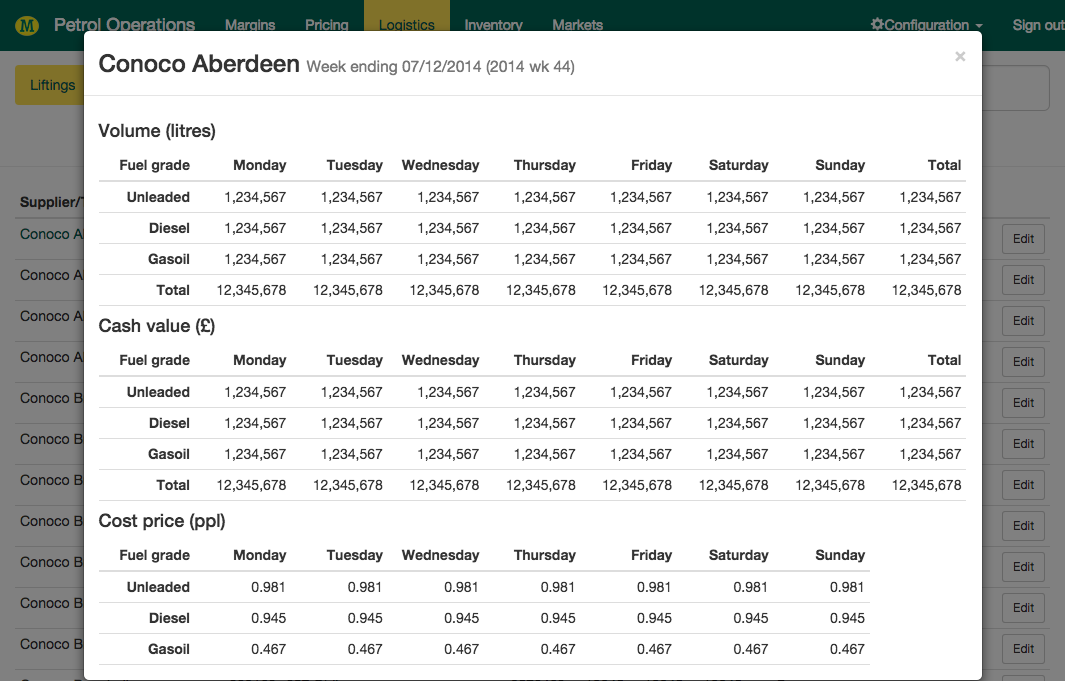 M Petrol Operations Margins Pricing Logistics Inventory Markets Configuration Sign out
Conoco Aberdeen Week ending 07/12/2014 (2014 wk 44) ×
Liftings
Volume (litres)
Fuel grade Monday Tuesday Wednesday Thursday Friday Saturday Sunday Total
Unleaded 1,234,567 1,234,567 1,234,567 1,234,567 1,234,567 1,234,567 1,234,567 1,234,567
Diesel 1,234,567 1,234,567 1,234,567 1,234,567 1,234,567 1,234,567 1,234,567 1,234,567
Gasoil 1,234,567 1,234,567 1,234,567 1,234,567 1,234,567 1,234,567 1,234,567 1,234,567
Total 12,345,678 12,345,678 12,345,678 12,345,678 12,345,678 12,345,678 12,345,678 12,345,678
Cash value (£)
Fuel grade Monday Tuesday Wednesday Thursday Friday Saturday Sunday Total
Unleaded 1,234,567 1,234,567 1,234,567 1,234,567 1,234,567 1,234,567 1,234,567 1,234,567
Diesel 1,234,567 1,234,567 1,234,567 1,234,567 1,234,567 1,234,567 1,234,567 1,234,567
Gasoil 1,234,567 1,234,567 1,234,567 1,234,567 1,234,567 1,234,567 1,234,567 1,234,567
Total 12,345,678 12,345,678 12,345,678 12,345,678 12,345,678 12,345,678 12,345,678 12,345,678
Cost price (ppl)
Fuel grade Monday Tuesday Wednesday Thursday Friday Saturday Sunday
Unleaded 0.981 0.981 0.981 0.981 0.981 0.981 0.981
Diesel 0.945 0.945 0.945 0.945 0.945 0.945 0.945
Gasoil 0.467 0.467 0.467 0.467 0.467 0.467 0.467
Supplier/
Conoco A Edit
Conoco A Edit
Conoco A Edit
Conoco A Edit
Conoco B Edit
Conoco B Edit
Conoco B Edit
Conoco B Edit
Conoco B Edit
Conoco B Edit
Conoco B Edit